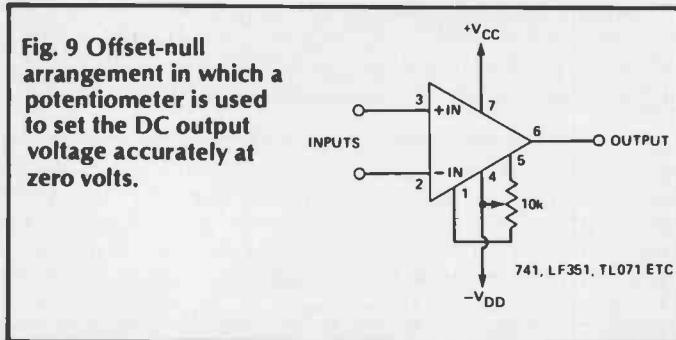 Fig. 9 Offset-null
arrangement in which a
potentiometer is used
to set the DC output
voltage accurately at
zero volts.
+VCC
3
+IN
7
INPUTS
6
OUTPUT
5
−IN
4
2
1
10k
741, LF351, TL071 ETC
−VDD